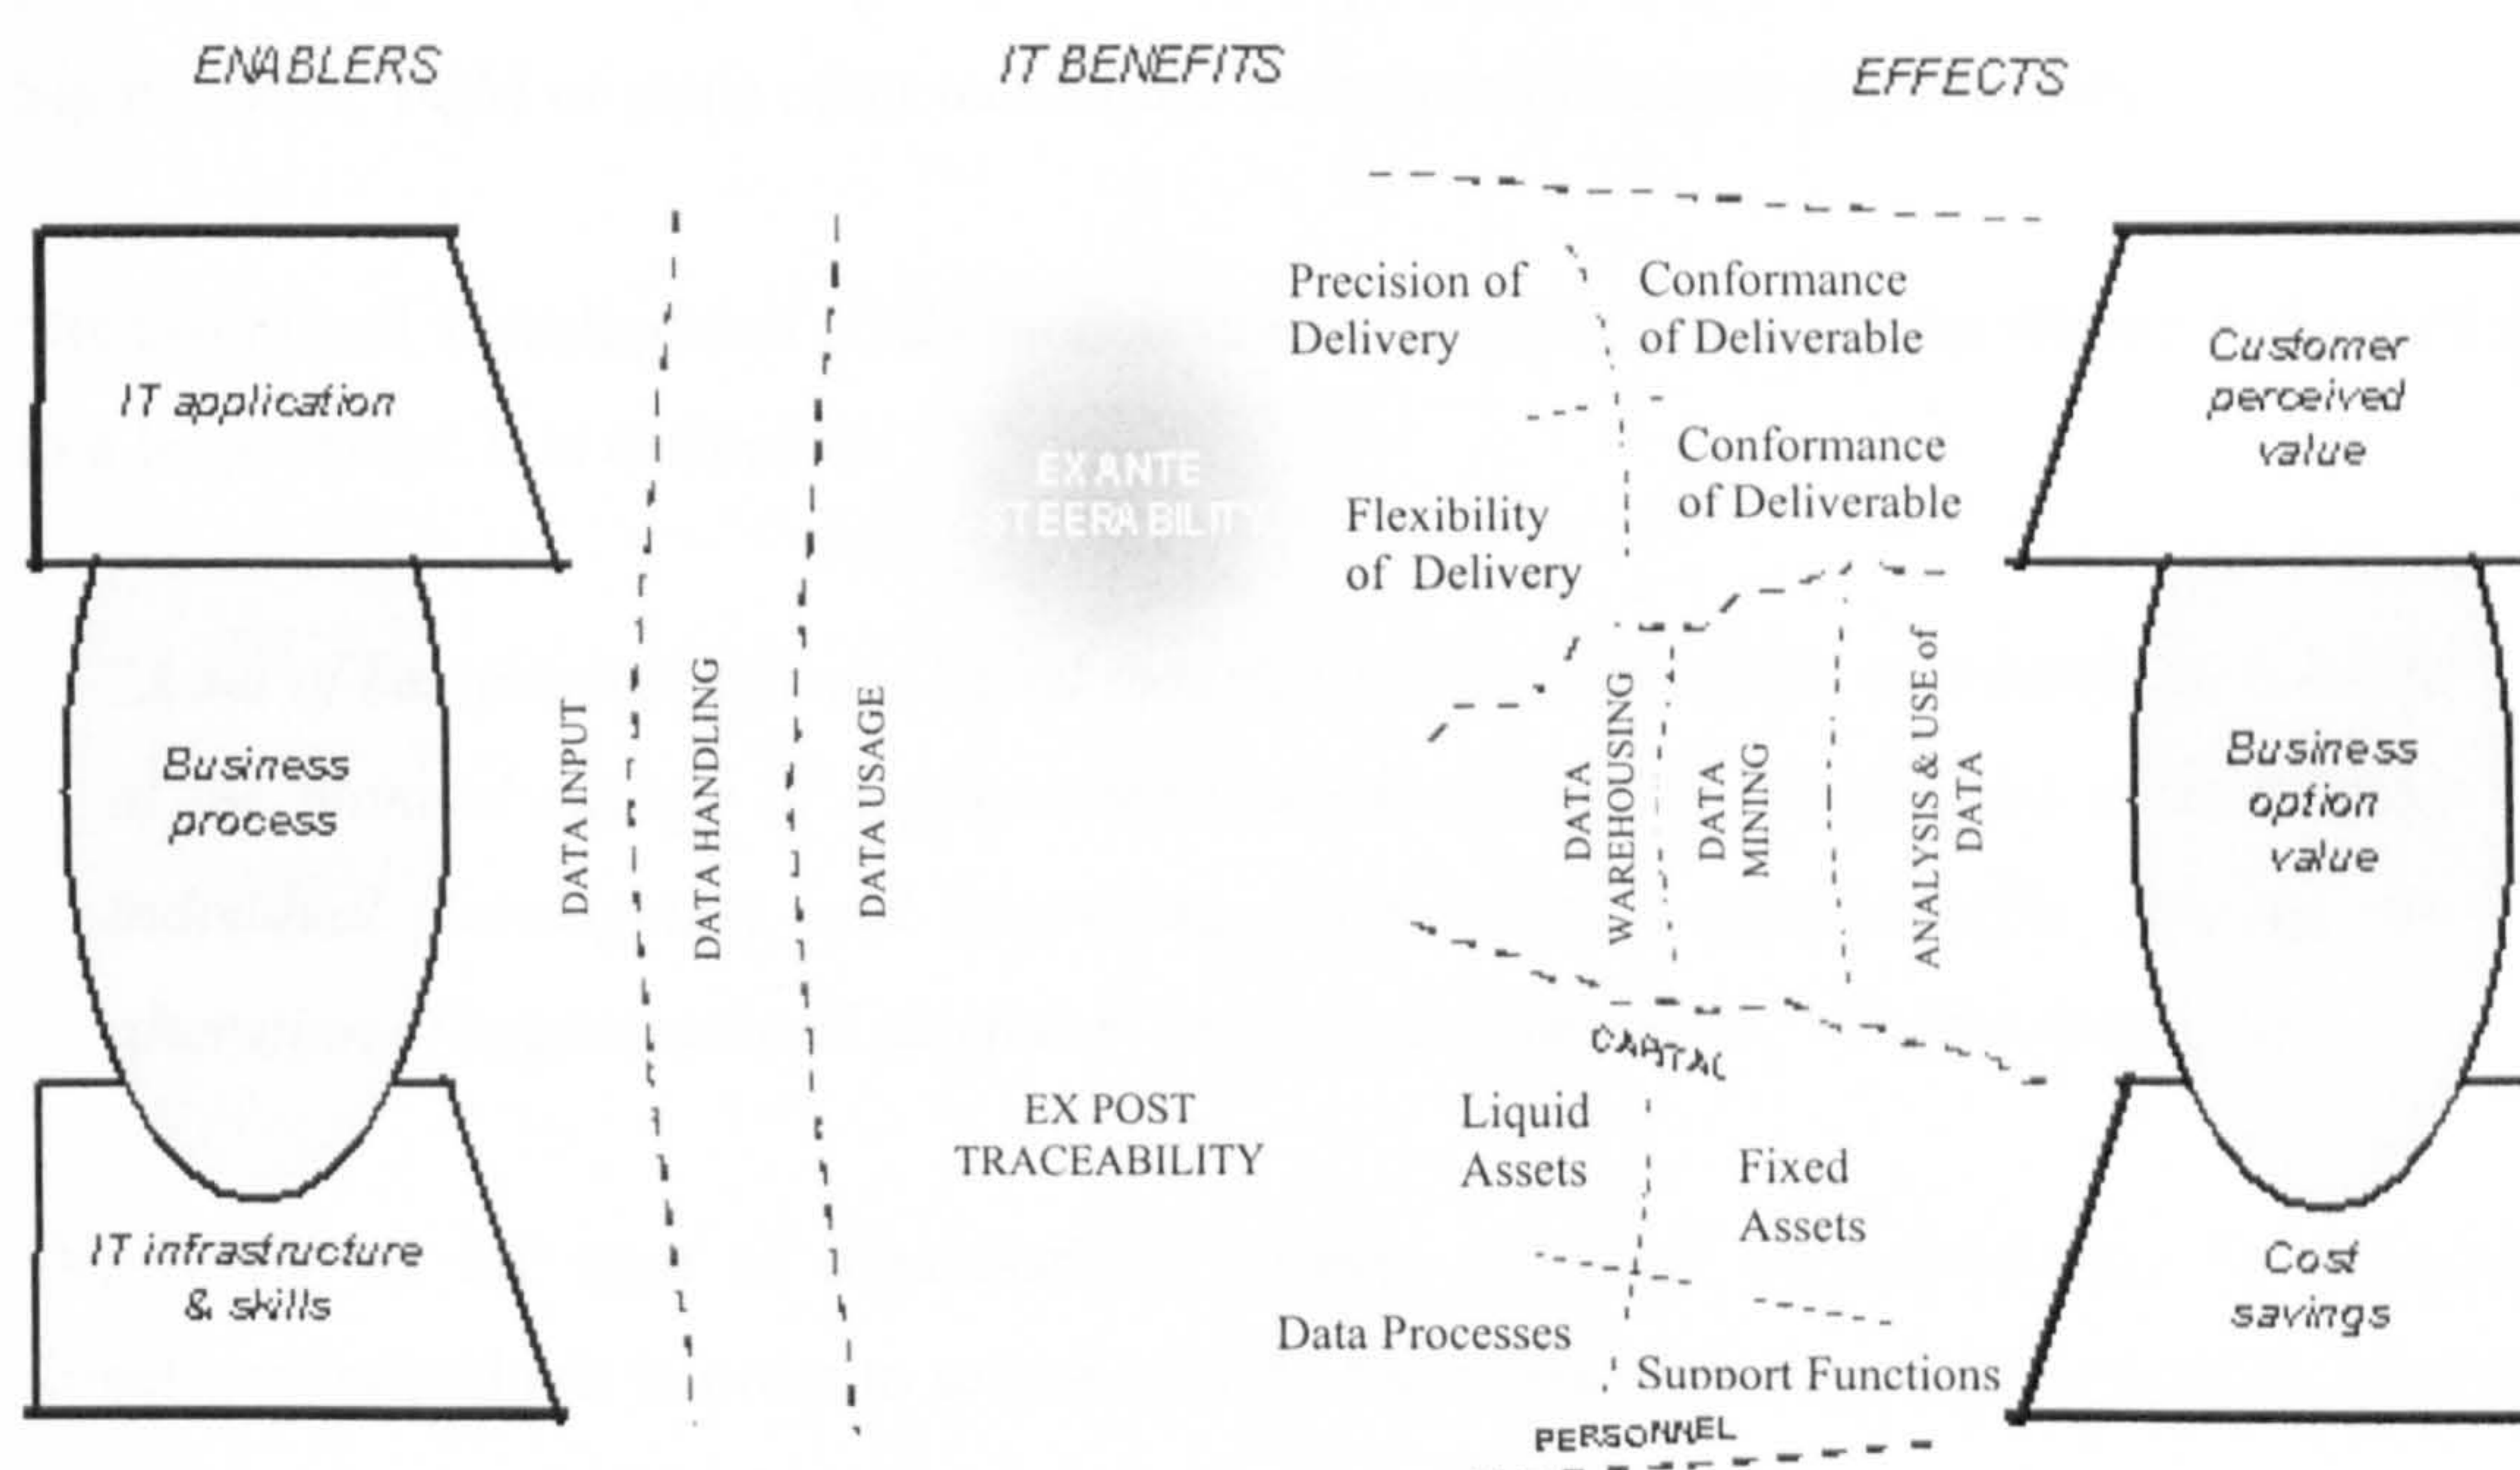 ENABLERS
IT BENEFITS
EFFECTS
IT application
Business
process
IT infrastructure
& skills
DATA INPUT
DATA HANDLING
DATA USAGE
EX ANTE
STEERABILITY
EX POST
TRACEABILITY
Precision of
Delivery
Conformance
of Deliverable
Flexibility
of Delivery
Conformance
of Deliverable
DATA
WAREHOUSING
DATA
MINING
ANALYSIS & USE of
DATA
CAPITAL
Liquid
Assets
Fixed
Assets
Data Processes
Support Functions
PERSONNEL
Customer
perceived
value
Business
option
value
Cost
savings